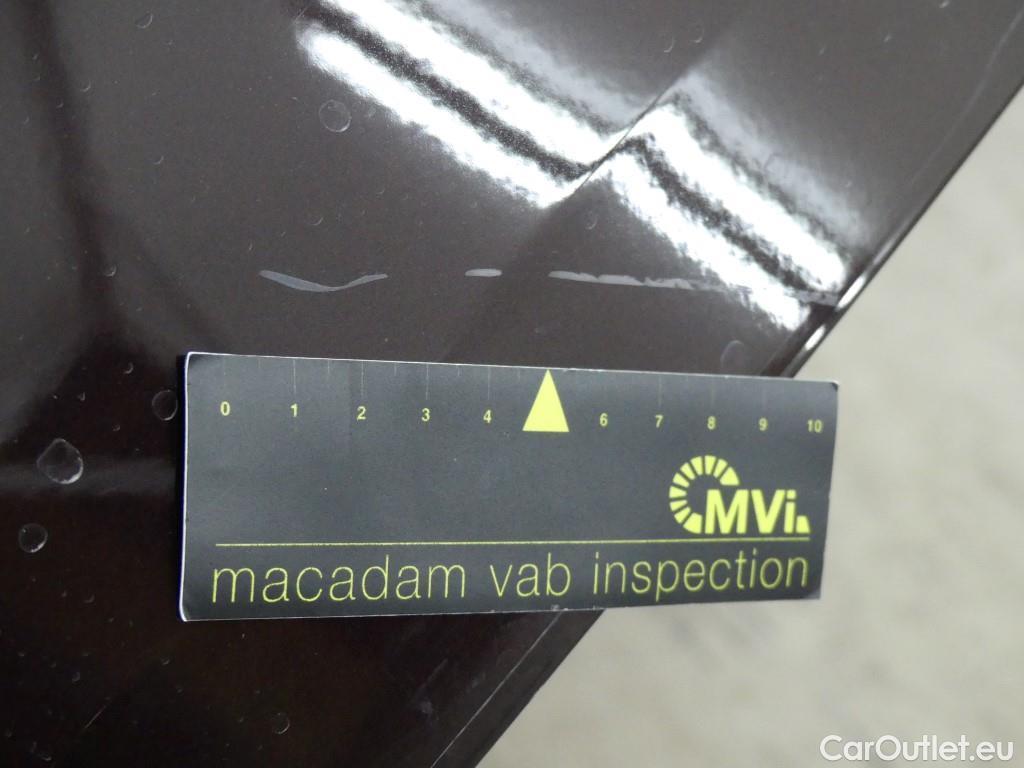 0 1 2 3 4 6 7 8 9 10
MVi
macadam vab inspection
CarOutlet.eu